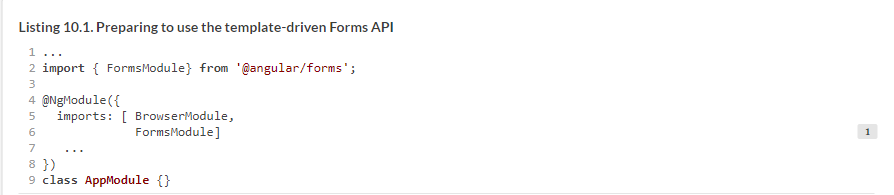 Listing 10.1. Preparing to use the template-driven Forms API
1 ...
2 import { FormsModule} from '@angular/forms';
3
4 @NgModule({
5   imports: [ BrowserModule,
6              FormsModule]
1
7    ...
8 })
9 class AppModule {}